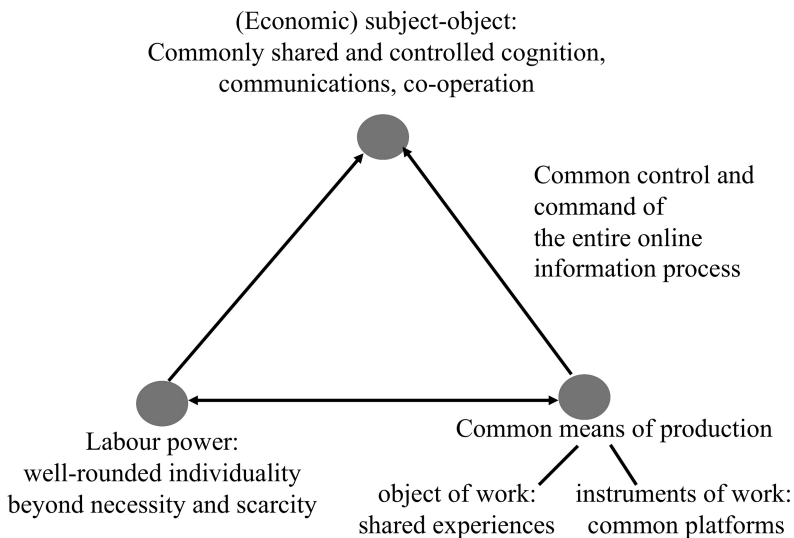 (Economic) subject-object:
Commonly shared and controlled cognition,
communications, co-operation
Common control and
command of
the entire online
information process
Labour power:
well-rounded individuality
beyond necessity and scarcity
Common means of production
object of work:
shared experiences
instruments of work:
common platforms